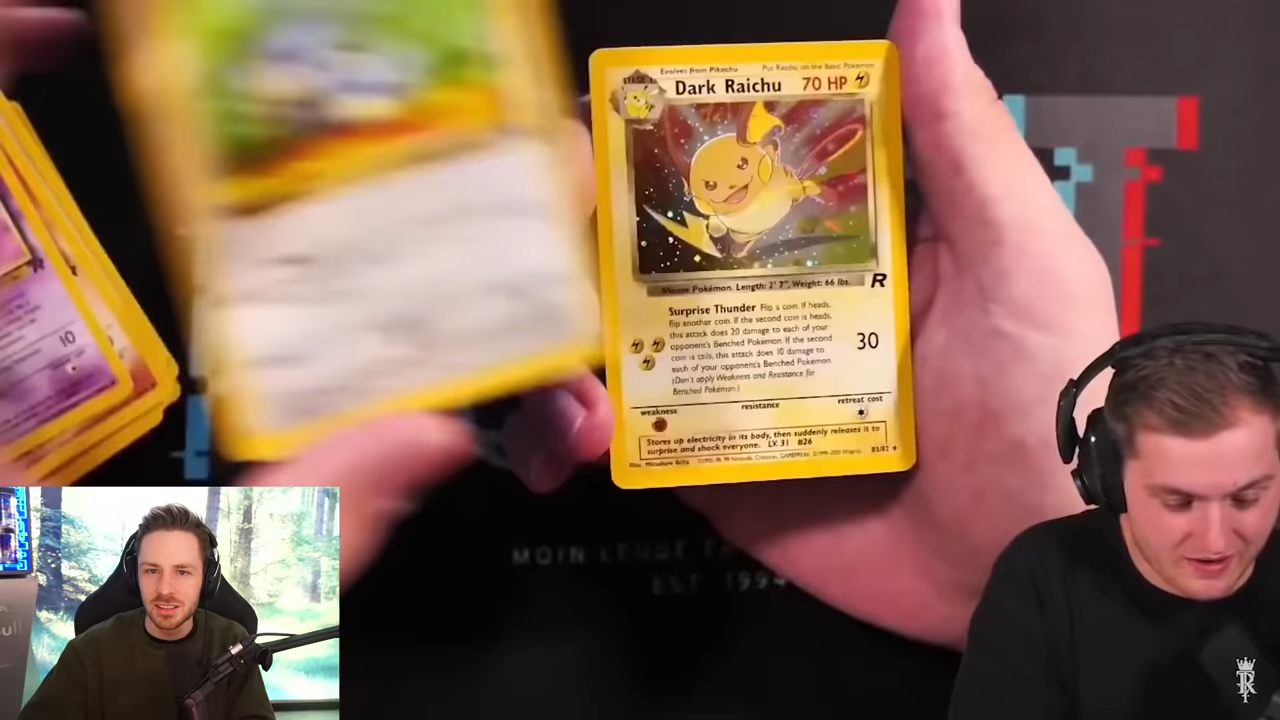 Evolves from Pikachu
Put Raichu on the Basic Pokémon
STAGE 1
Dark Raichu 70 HP
Mouse Pokémon. Length: 2' 7", Weight: 66 lbs.
R
Surprise Thunder Flip a coin. If heads,
flip another coin. If the second coin is heads,
this attack does 20 damage to each of your
opponent's Benched Pokémon. If the second
coin is tails, this attack does 10 damage to
each of your opponent's Benched Pokémon.
(Don't apply Weakness and Resistance for
Benched Pokémon.)
30
weakness
resistance
retreat cost
Stores up electricity in its body, then suddenly releases it to
surprise and shock everyone. LV. 31 #26
83/82
10
MOIN LEUDE
EST. 1994